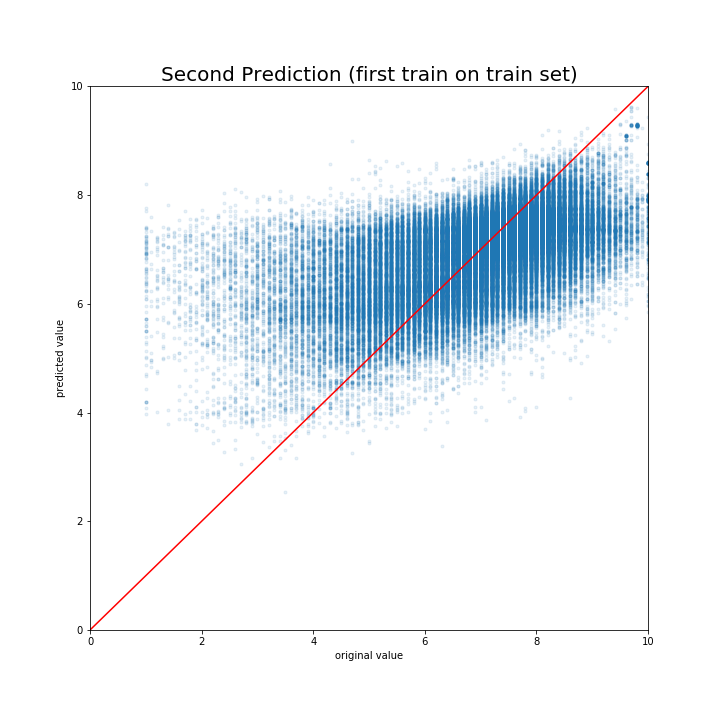 Second Prediction (first train on train set)
10
8
6
4
2
0
predicted value
0 2 4 6 8 10
original value